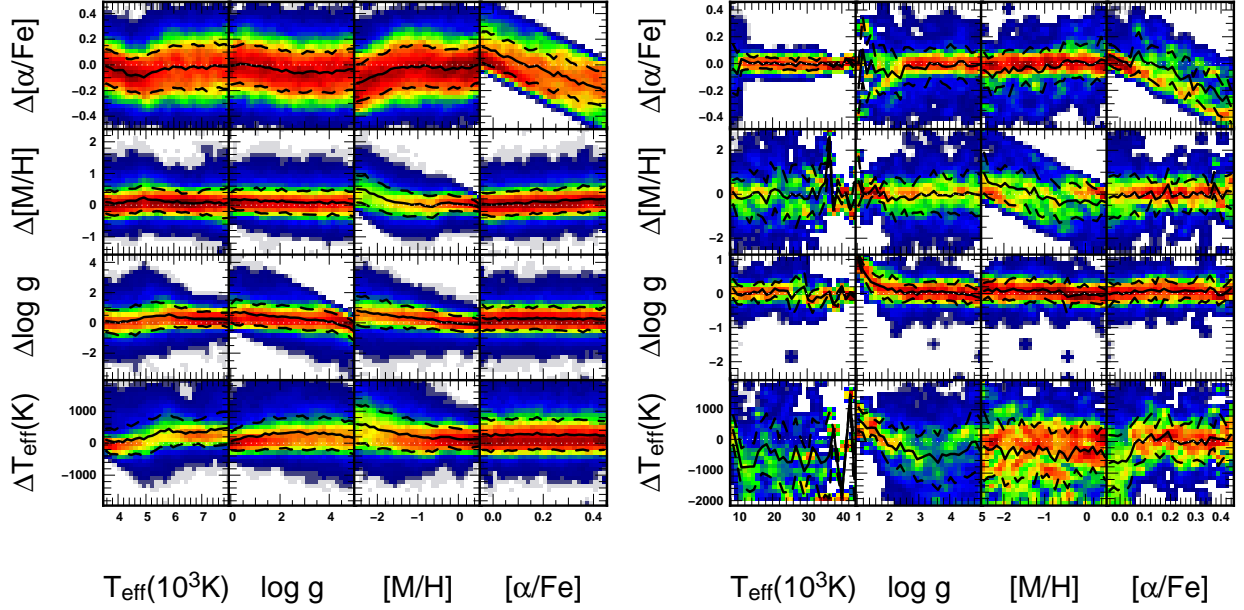 Δ[α/Fe]
0.4
0.2
0.0
−0.2
−0.4
Δ[M/H]
2
1
0
−1
Δlog g
4
2
0
−2
ΔTeff(K)
1000
0
−1000
4 5 6 7 0 2 4 −2 −1 0 0.0 0.2 0.4
Teff(10³K) log g [M/H] [α/Fe]
Δ[α/Fe]
0.4
0.2
0.0
−0.2
−0.4
Δ[M/H]
2
0
−2
Δlog g
1
0
−1
−2
ΔTeff(K)
1000
0
−1000
−2000
10 20 30 40 1 2 3 4 5 −2 −1 0 0.0 0.1 0.2 0.3 0.4
Teff(10³K) log g [M/H] [α/Fe]